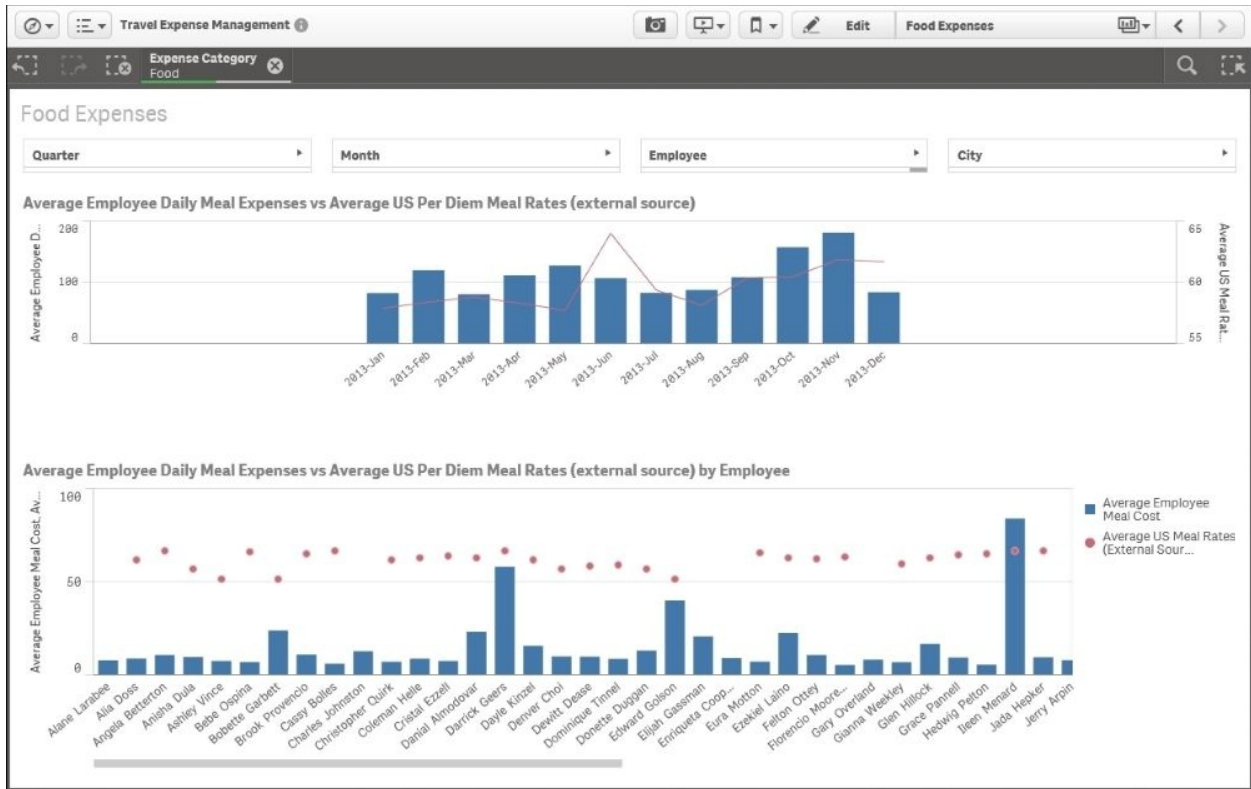 Travel Expense Management
Edit
Food Expenses
Expense Category
Food
Food Expenses
Quarter
Month
Employee
City
Average Employee Daily Meal Expenses vs Average US Per Diem Meal Rates (external source)
Average Employee D...
200
100
0
65
60
55
Average US Meal Rat...
2013-Jan
2013-Feb
2013-Mar
2013-Apr
2013-May
2013-Jun
2013-Jul
2013-Aug
2013-Sep
2013-Oct
2013-Nov
2013-Dec
Average Employee Daily Meal Expenses vs Average US Per Diem Meal Rates (external source) by Employee
Average Employee Meal Cost, Av...
100
50
0
Alane Larabee
Alia Doss
Angela Betterton
Anisha Dula
Ashley Vince
Bebe Ospina
Bobette Garbett
Brook Provencio
Cassy Bolles
Charles Johnston
Christopher Quirk
Coleman Helle
Cristal Ezzell
Danial Almodovar
Darrick Geers
Dayle Kinzel
Denver Choi
Dewitt Dease
Dominique Tinnel
Donette Duggan
Edward Golson
Elijah Gassman
Enriqueta Coop...
Eura Motton
Ezekiel Laino
Felton Ottey
Florencio Moore...
Gary Overland
Gianna Weekley
Glen Hillock
Grace Pannell
Hedwig Pelton
Ileen Menard
Jada Hepker
Jerry Arpin
Average Employee
Meal Cost
Average US Meal Rates
(External Sour...